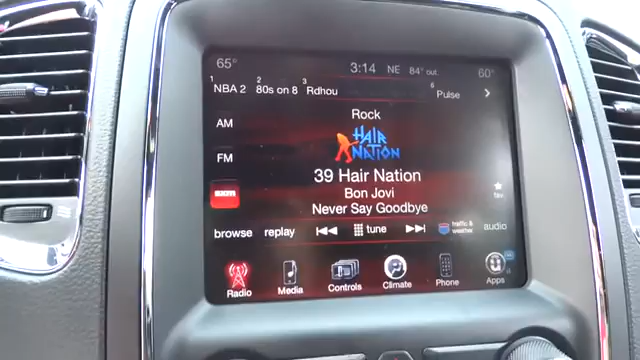 65°
3:14 NE 84° out.
60°
1 NBA 2 2 80s on 8 3 Rdhou 6 Pulse
Rock
AM
HAIR
NATION
FM
39 Hair Nation
Bon Jovi
sxm
Never Say Goodbye
fav
browse replay tune traffic & weather audio
Radio Media Controls Climate Phone Apps